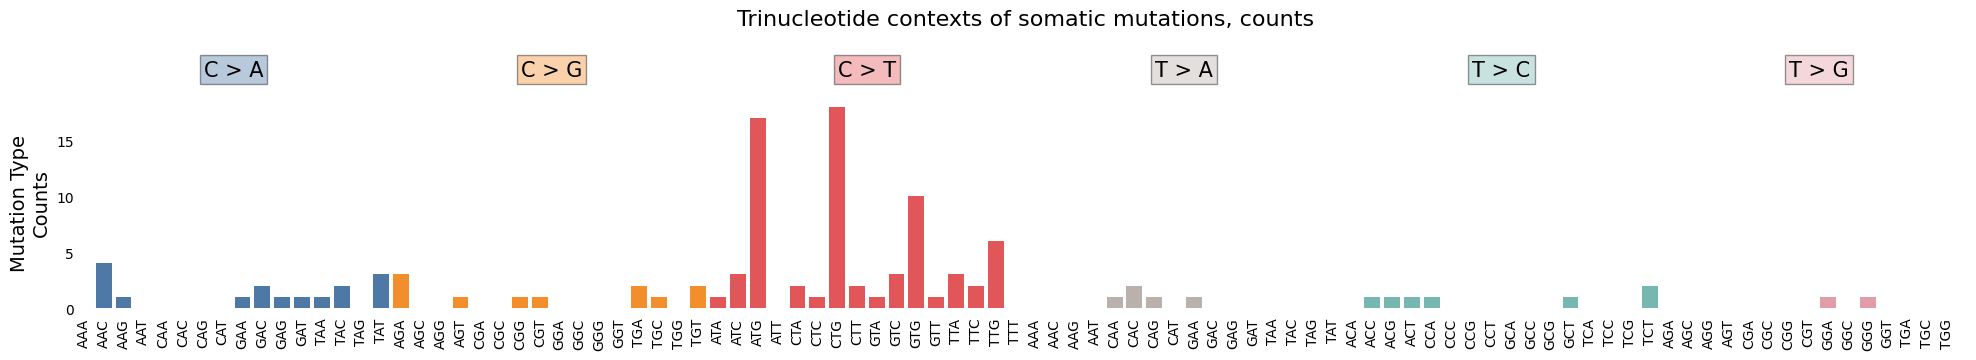 Trinucleotide contexts of somatic mutations, counts
C > A C > G C > T T > A T > C T > G
Mutation Type
Counts
15
10
5
0
AAA AAC AAG AAT CAA CAC CAG CAT GAA GAC GAG GAT TAA TAC TAG TAT AGA AGC AGG AGT CGA CGC CGG CGT GGA GGC GGG GGT TGA TGC TGG TGT ATA ATC ATG ATT CTA CTC CTG CTT GTA GTC GTG GTT TTA TTC TTG TTT AAA AAC AAG AAT CAA CAC CAG CAT GAA GAC GAG GAT TAA TAC TAG TAT ACA ACC ACG ACT CCA CCC CCG CCT GCA GCC GCG GCT TCA TCC TCG TCT AGA AGC AGG AGT CGA CGC CGG CGT GGA GGC GGG GGT TGA TGC TGG